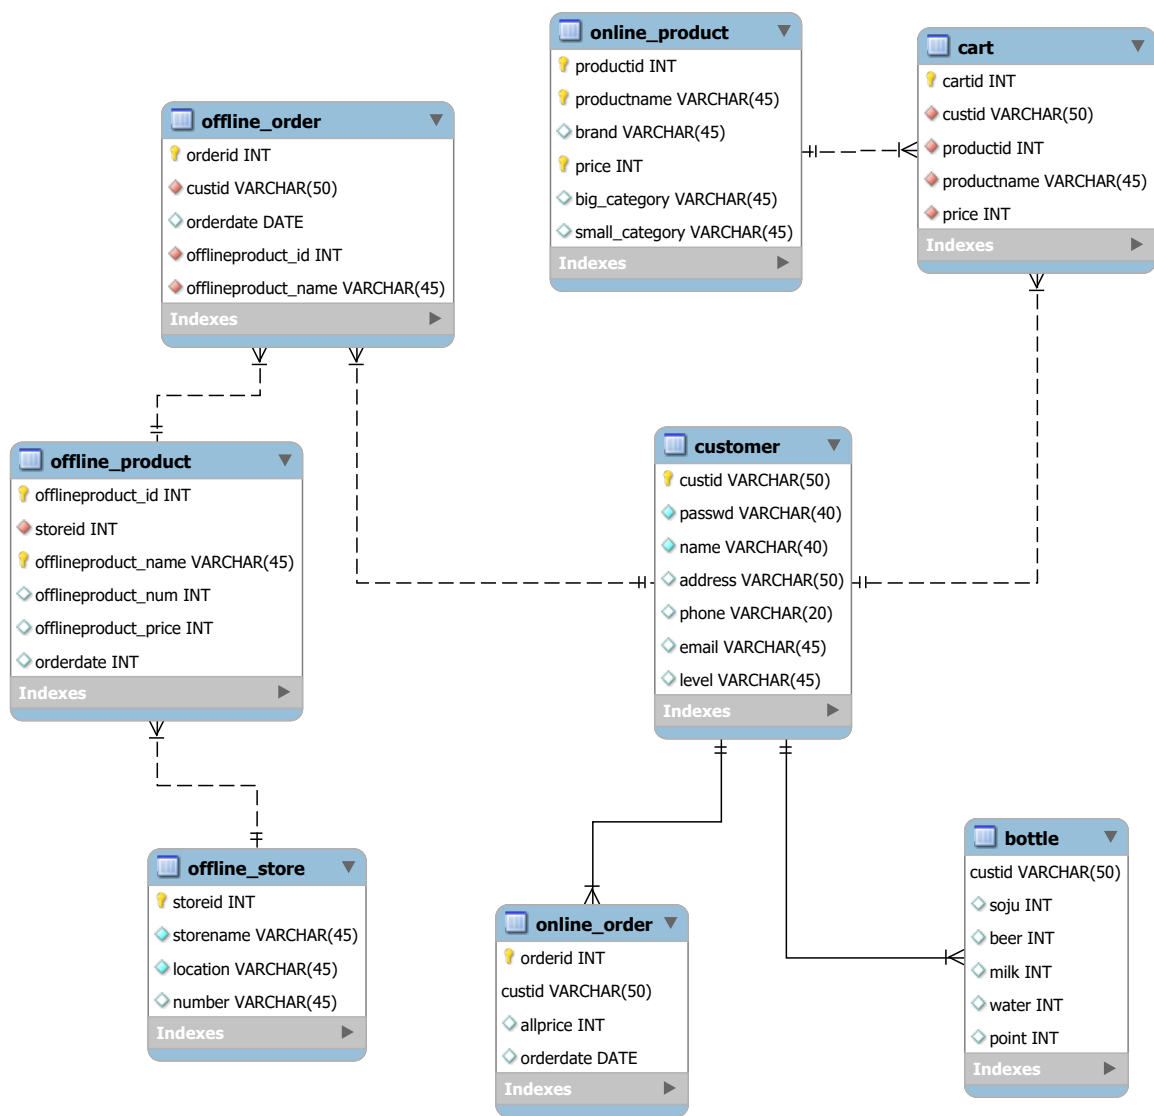 online_product
productid INT
productname VARCHAR(45)
brand VARCHAR(45)
price INT
big_category VARCHAR(45)
small_category VARCHAR(45)
Indexes
cart
cartid INT
custid VARCHAR(50)
productid INT
productname VARCHAR(45)
price INT
Indexes
offline_order
orderid INT
custid VARCHAR(50)
orderdate DATE
offlineproduct_id INT
offlineproduct_name VARCHAR(45)
Indexes
offline_product
offlineproduct_id INT
storeid INT
offlineproduct_name VARCHAR(45)
offlineproduct_num INT
offlineproduct_price INT
orderdate INT
Indexes
customer
custid VARCHAR(50)
passwd VARCHAR(40)
name VARCHAR(40)
address VARCHAR(50)
phone VARCHAR(20)
email VARCHAR(45)
level VARCHAR(45)
Indexes
offline_store
storeid INT
storename VARCHAR(45)
location VARCHAR(45)
number VARCHAR(45)
Indexes
online_order
orderid INT
custid VARCHAR(50)
allprice INT
orderdate DATE
Indexes
bottle
custid VARCHAR(50)
soju INT
beer INT
milk INT
water INT
point INT
Indexes